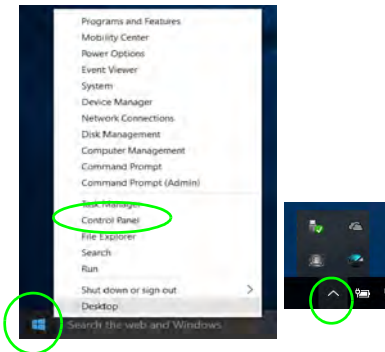 Programs and Features
Mobility Center
Power Options
Event Viewer
System
Device Manager
Network Connections
Disk Management
Computer Management
Command Prompt
Command Prompt (Admin)
Task Manager
Control Panel
File Explorer
Search
Run
Shut down or sign out
Desktop
Search the web and Windows